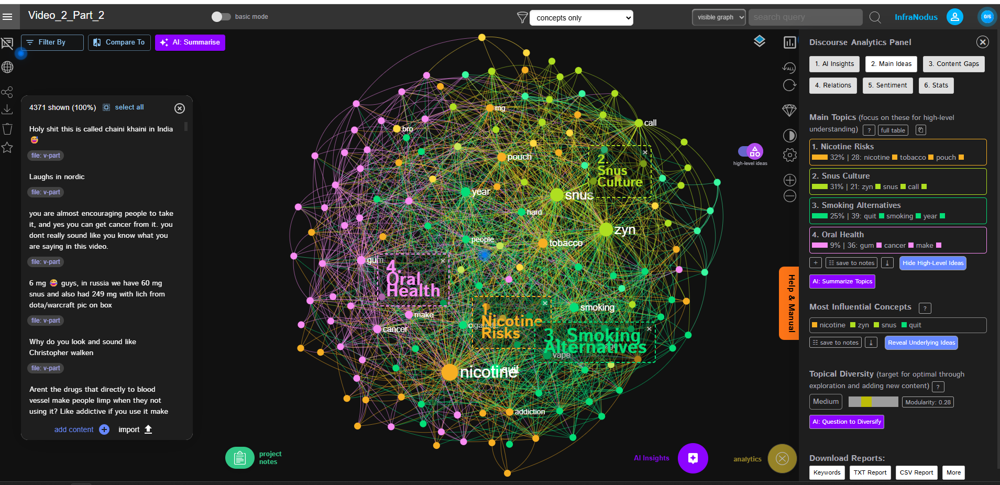 Video_2_Part_2
basic mode
concepts only
visible graph
search query
InfraNodus
0/6
Filter By
Compare To
AI: Summarise
4371 shown (100%)
select all
Holy shit this is called chaini khaini in India
😅
file: v-part
Laughs in nordic
file: v-part
you are almost encouraging people to take
it, and yes you can get cancer from it. you
dont really sound like you know what you
are saying in this video.
file: v-part
6 mg 😂 guys, in russia we have 60 mg
snus and also had 249 mg with lich from
dota/warcraft pic on box
file: v-part
Why do you look and sound like
Christopher walken
file: v-part
Arent the drugs that directly to blood
vessel make people limp when they not
using it? Like addictive if you use it make
add content
import
project
notes
mg
bro
call
pouch
2.
Snus
Culture
year
snus
hard
zyn
people
tobacco
gum
4.
Oral
Health
smoking
make
cancer
1.
Nicotine
Risks
3. Smoking
Alternatives
vape
nicotine
quit
addiction
high-level ideas
ALL
Help & Manual
AI Insights
analytics
Discourse Analytics Panel
1. AI Insights
2. Main Ideas
3. Content Gaps
4. Relations
5. Sentiment
6. Stats
Main Topics (focus on these for high-level
understanding) ? full table
1. Nicotine Risks
32% | 28: nicotine tobacco pouch
2. Snus Culture
31% | 21: zyn snus call
3. Smoking Alternatives
25% | 39: quit smoking year
4. Oral Health
9% | 36: gum cancer make
+ save to notes Hide High-Level Ideas
AI: Summarize Topics
Most Influential Concepts ?
nicotine zyn snus quit
save to notes Reveal Underlying Ideas
Topical Diversity (target for optimal through
exploration and adding new content) ?
Medium Modularity: 0.28
AI: Question to Diversify
Download Reports:
Keywords TXT Report CSV Report More